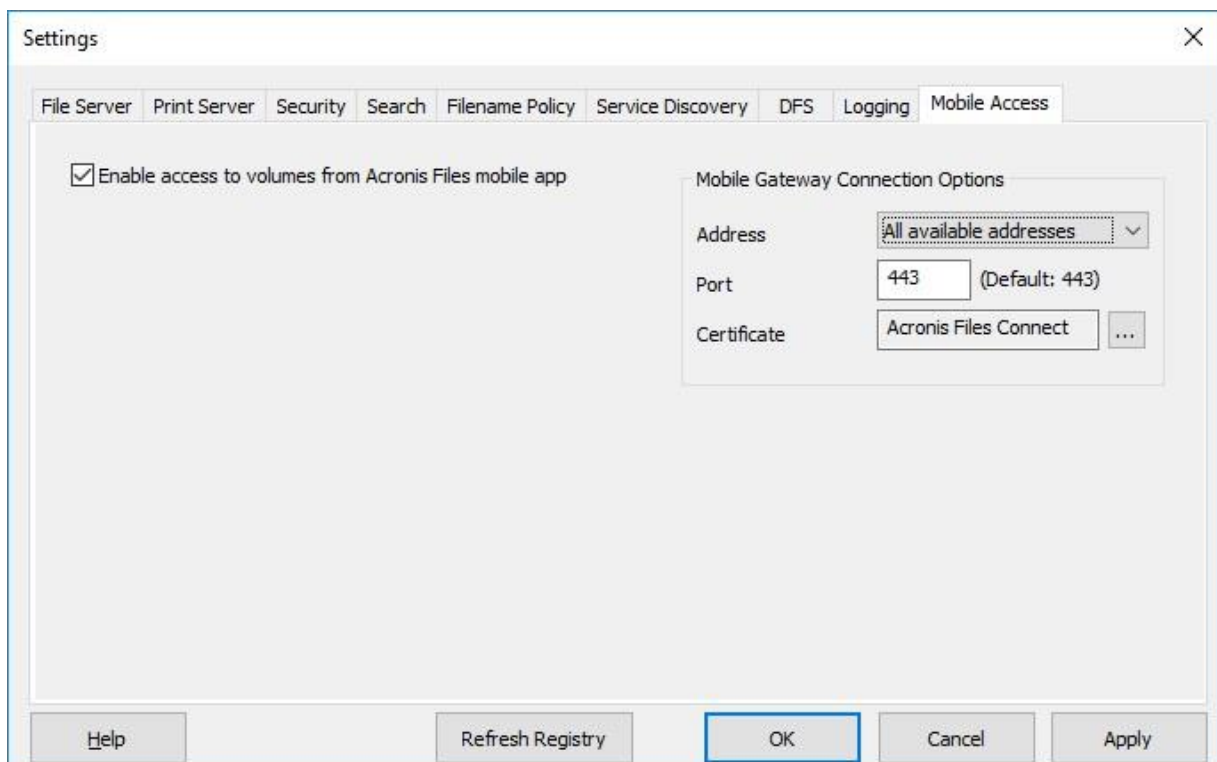 Settings
File Server Print Server Security Search Filename Policy Service Discovery DFS Logging Mobile Access
Enable access to volumes from Acronis Files mobile app
Mobile Gateway Connection Options
Address All available addresses
Port 443 (Default: 443)
Certificate Acronis Files Connect ...
Help Refresh Registry OK Cancel Apply